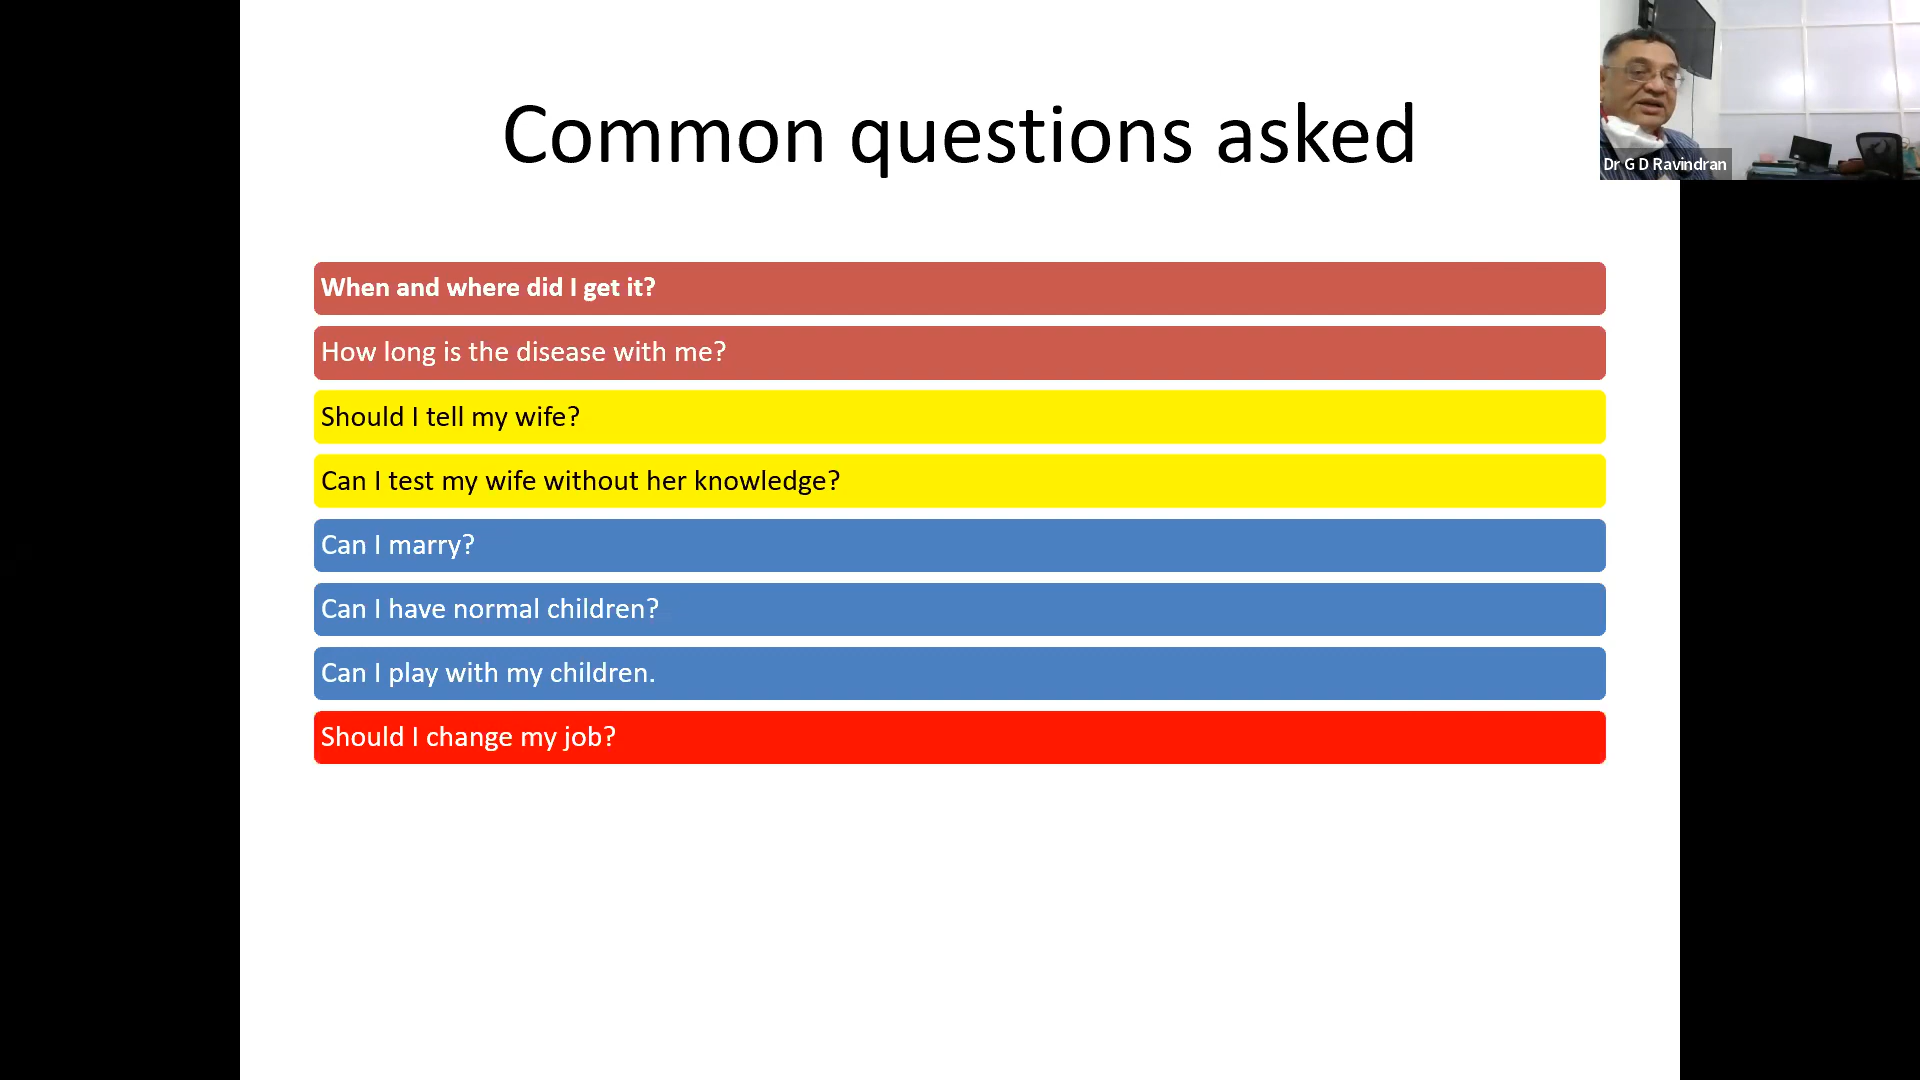 Common questions asked
Dr G D Ravindran
When and where did I get it?
How long is the disease with me?
Should I tell my wife?
Can I test my wife without her knowledge?
Can I marry?
Can I have normal children?
Can I play with my children.
Should I change my job?